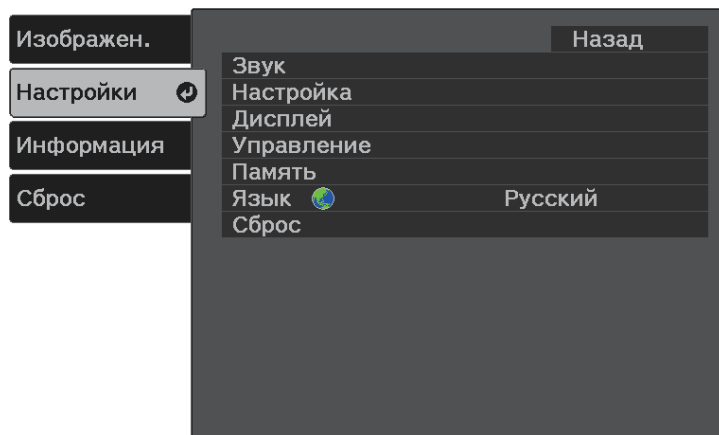 Изображен.
Настройки
Информация
Сброс
Назад
Звук
Настройка
Дисплей
Управление
Память
Язык Русский
Сброс